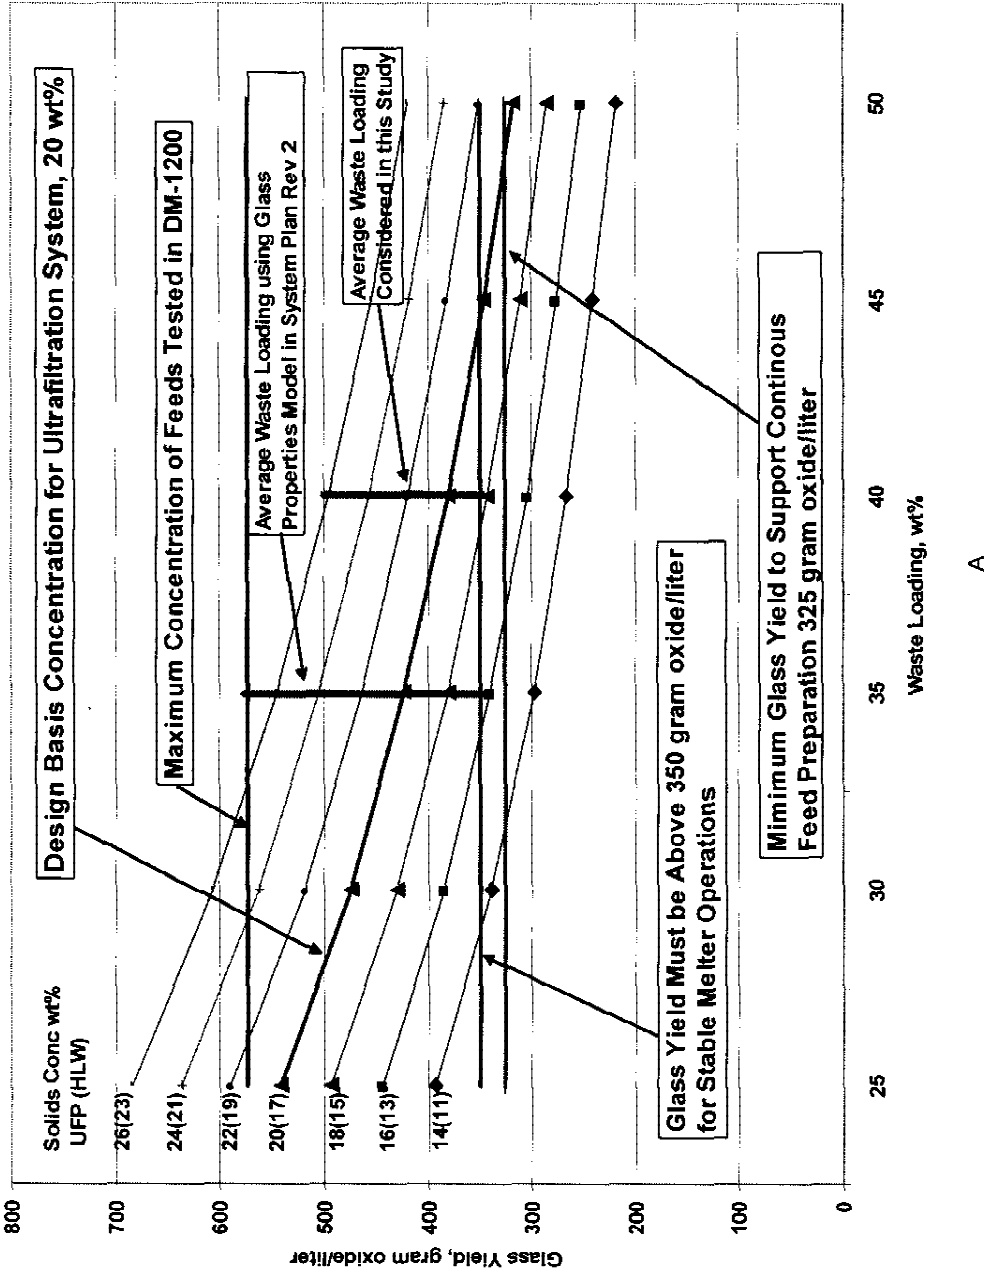 Design Basis Concentration for Ultrafiltration System, 20 wt%
Maximum Concentration of Feeds Tested in DM-1200
Average Waste Loading using Glass
Properties Model in System Plan Rev 2
Average Waste Loading
Considered in this Study
Solids Conc wt%
UFP (HLW)
26(23)
24(21)
22(19)
20(17)
18(15)
16(13)
14(11)
Glass Yield Must be Above 350 gram oxide/liter
for Stable Melter Operations
Mimimum Glass Yield to Support Continous
Feed Preparation 325 gram oxide/liter
Glass Yield, gram oxide/liter
800
700
600
500
400
300
200
100
0
25
30
35
40
45
50
Waste Loading, wt%
A